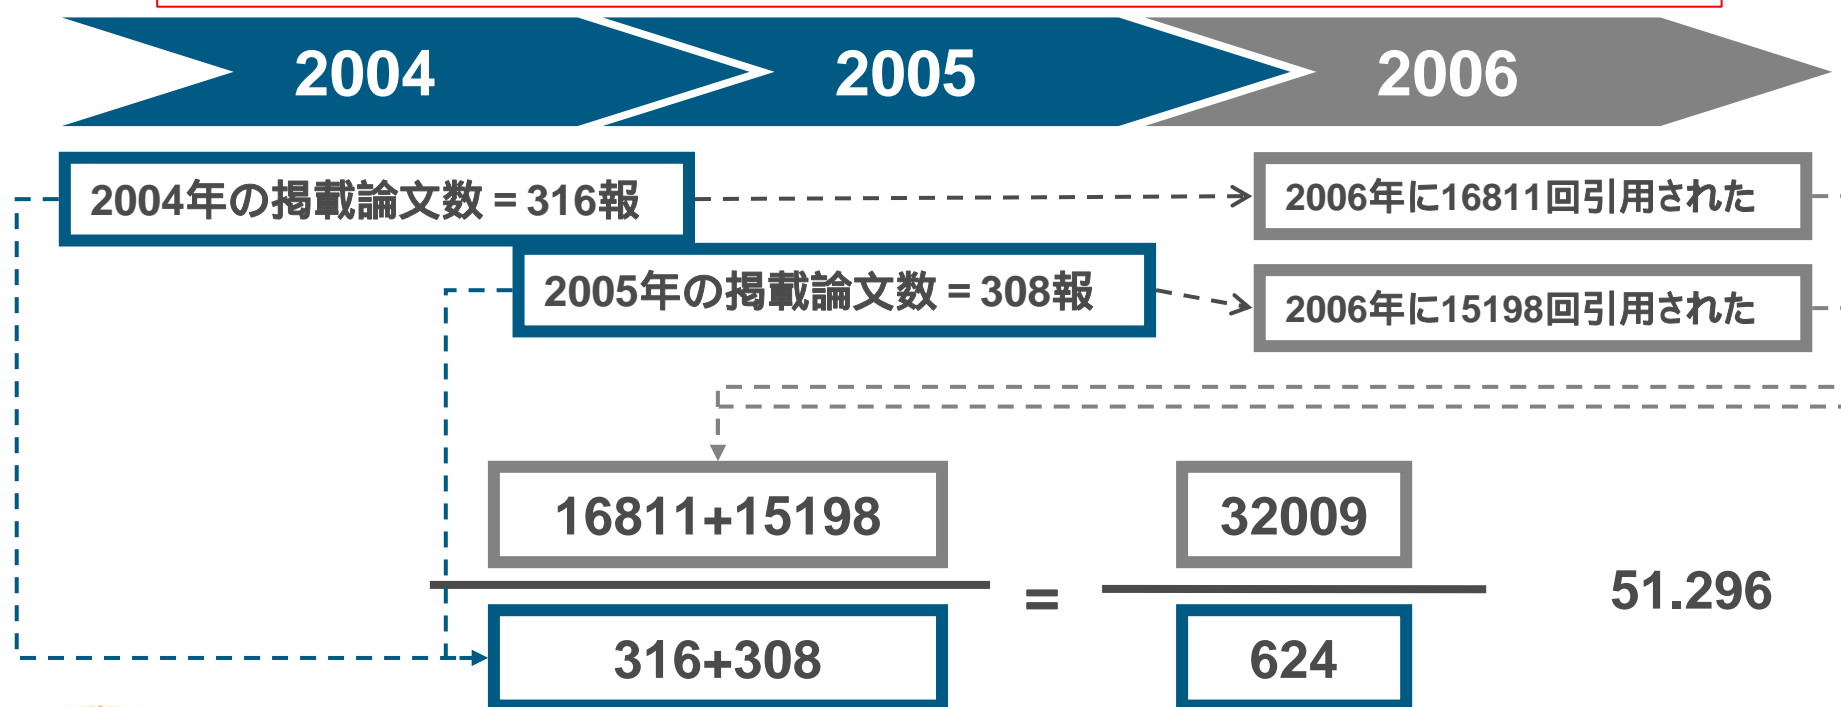 2004
2005
2006
2004年の掲載論文数 = 316報
2006年に16811回引用された
2005年の掲載論文数 = 308報
2006年に15198回引用された
16811+15198
316+308
=
32009
624
51.296